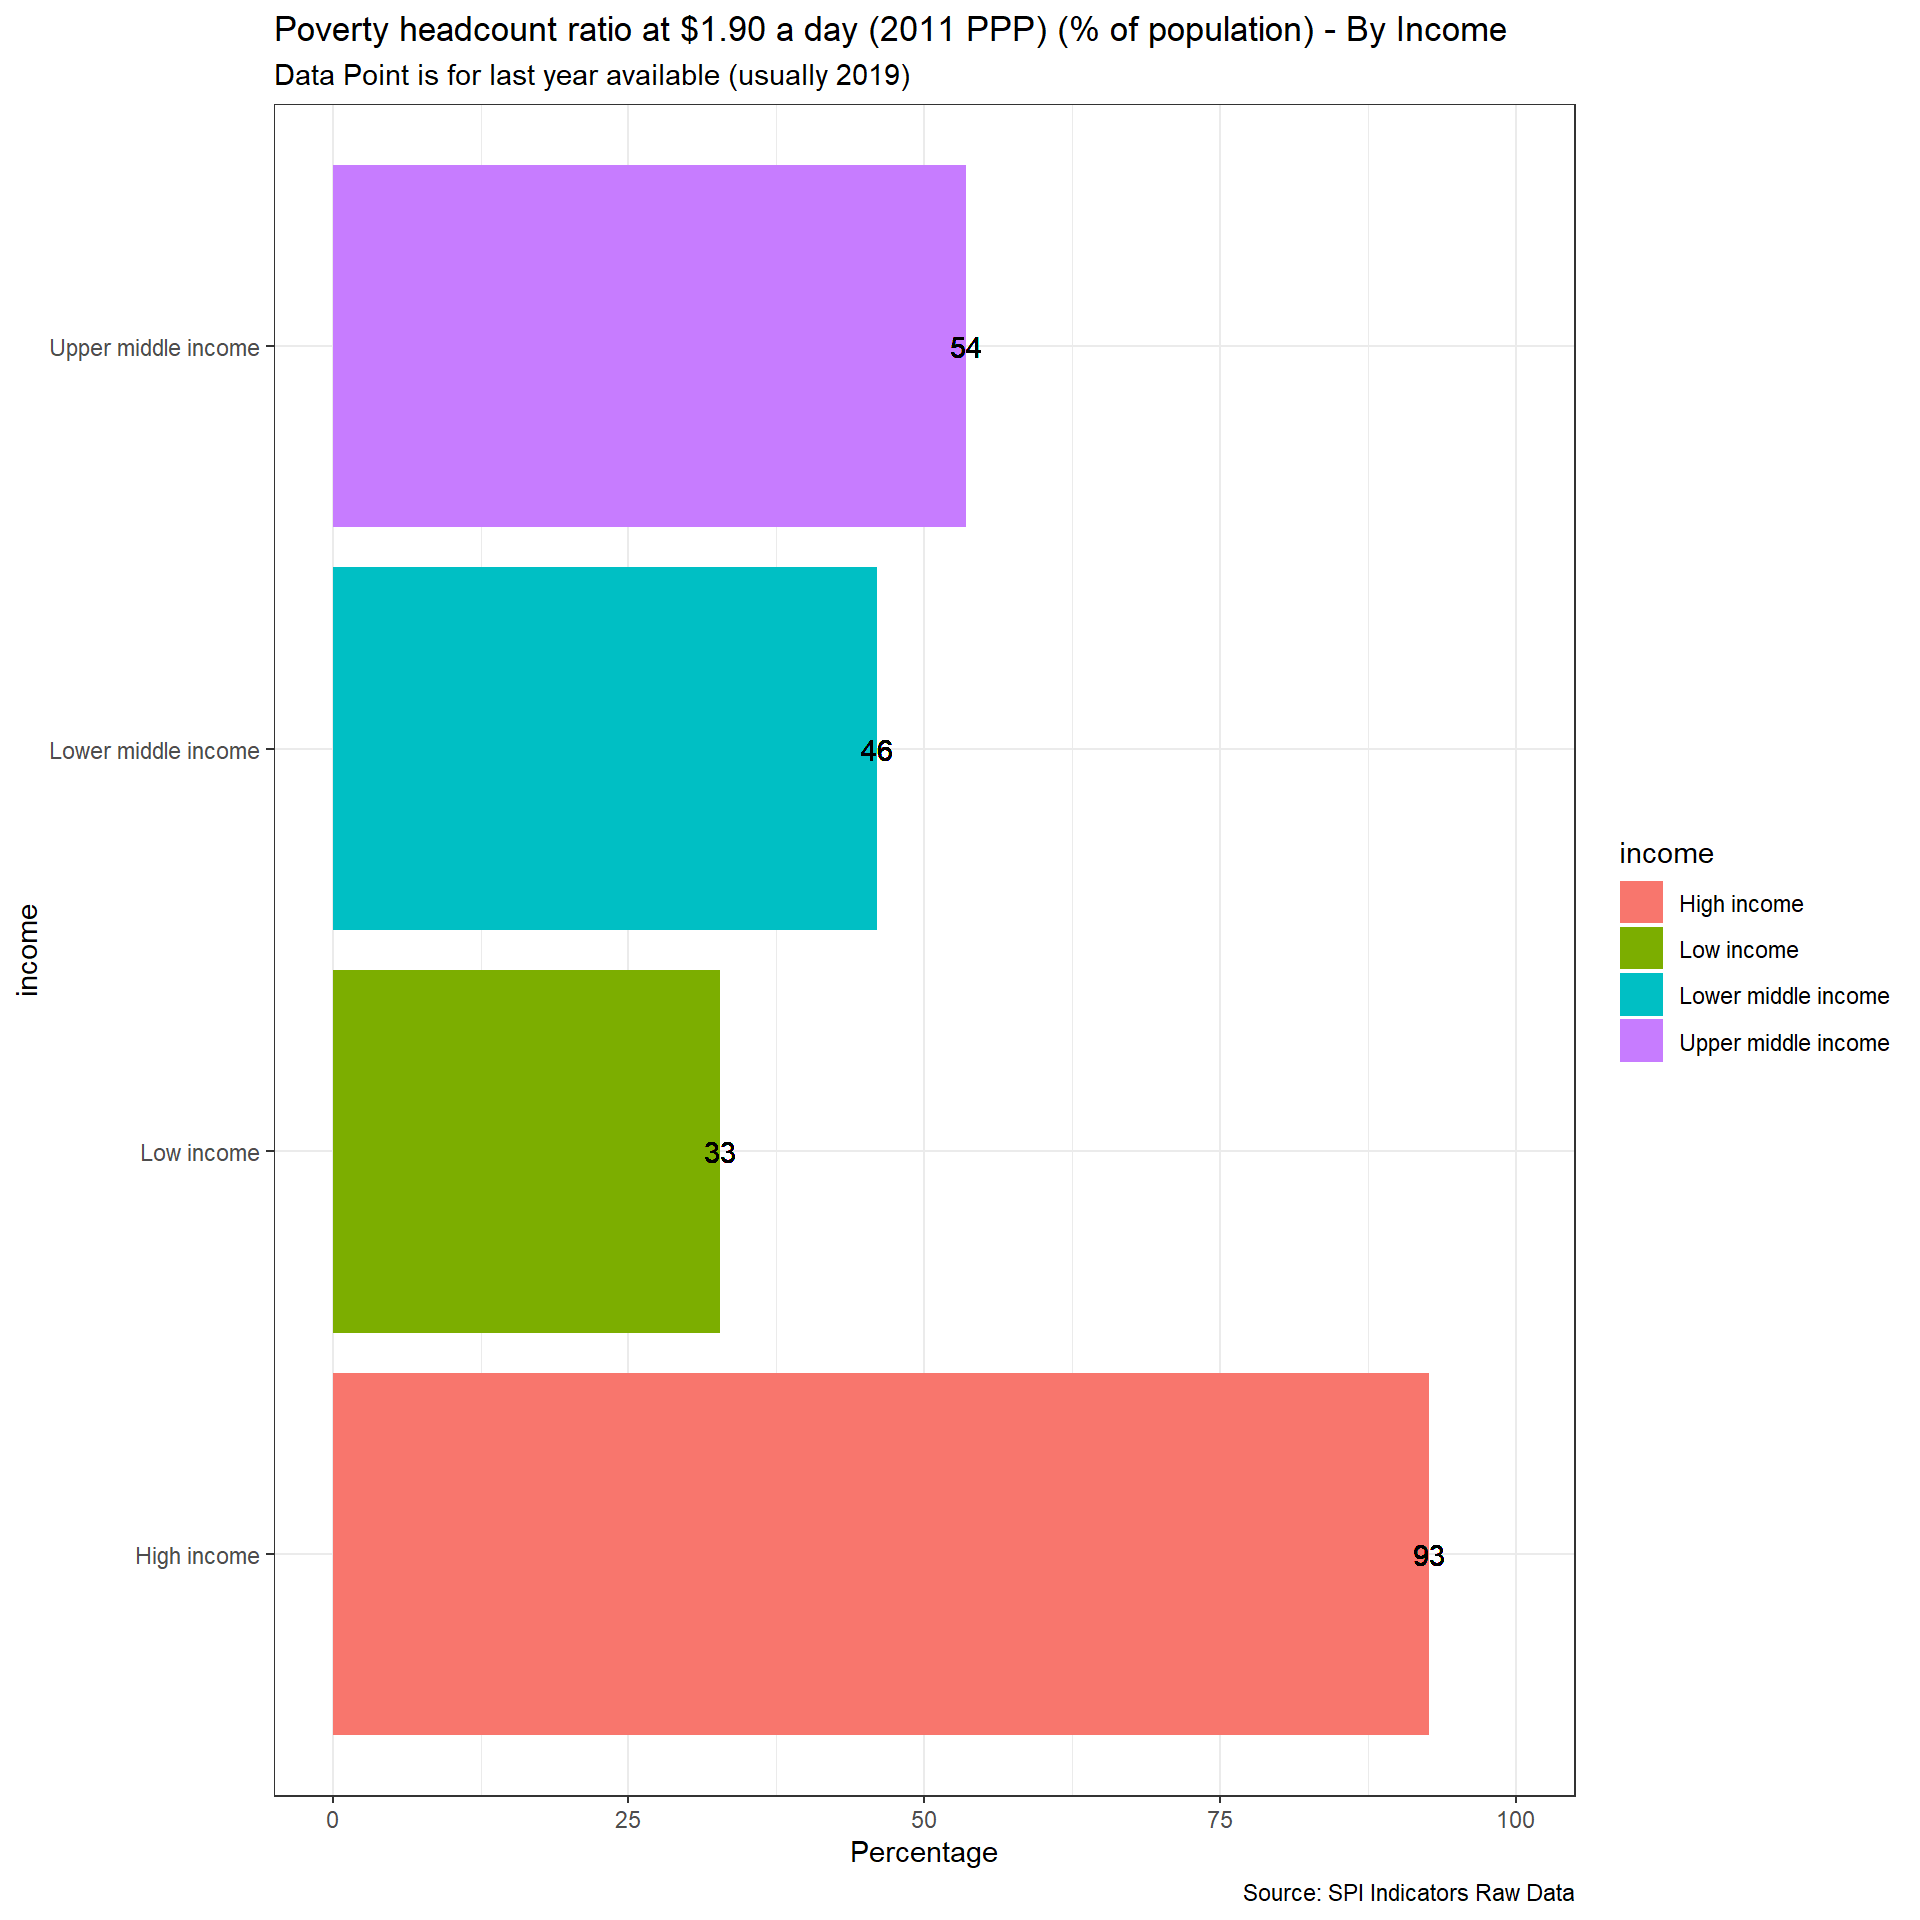 Poverty headcount ratio at $1.90 a day (2011 PPP) (% of population) - By Income
Data Point is for last year available (usually 2019)
Upper middle income
54
Lower middle income
46
Low income
33
High income
93
income
0 25 50 75 100
Percentage
income
High income
Low income
Lower middle income
Upper middle income
Source: SPI Indicators Raw Data